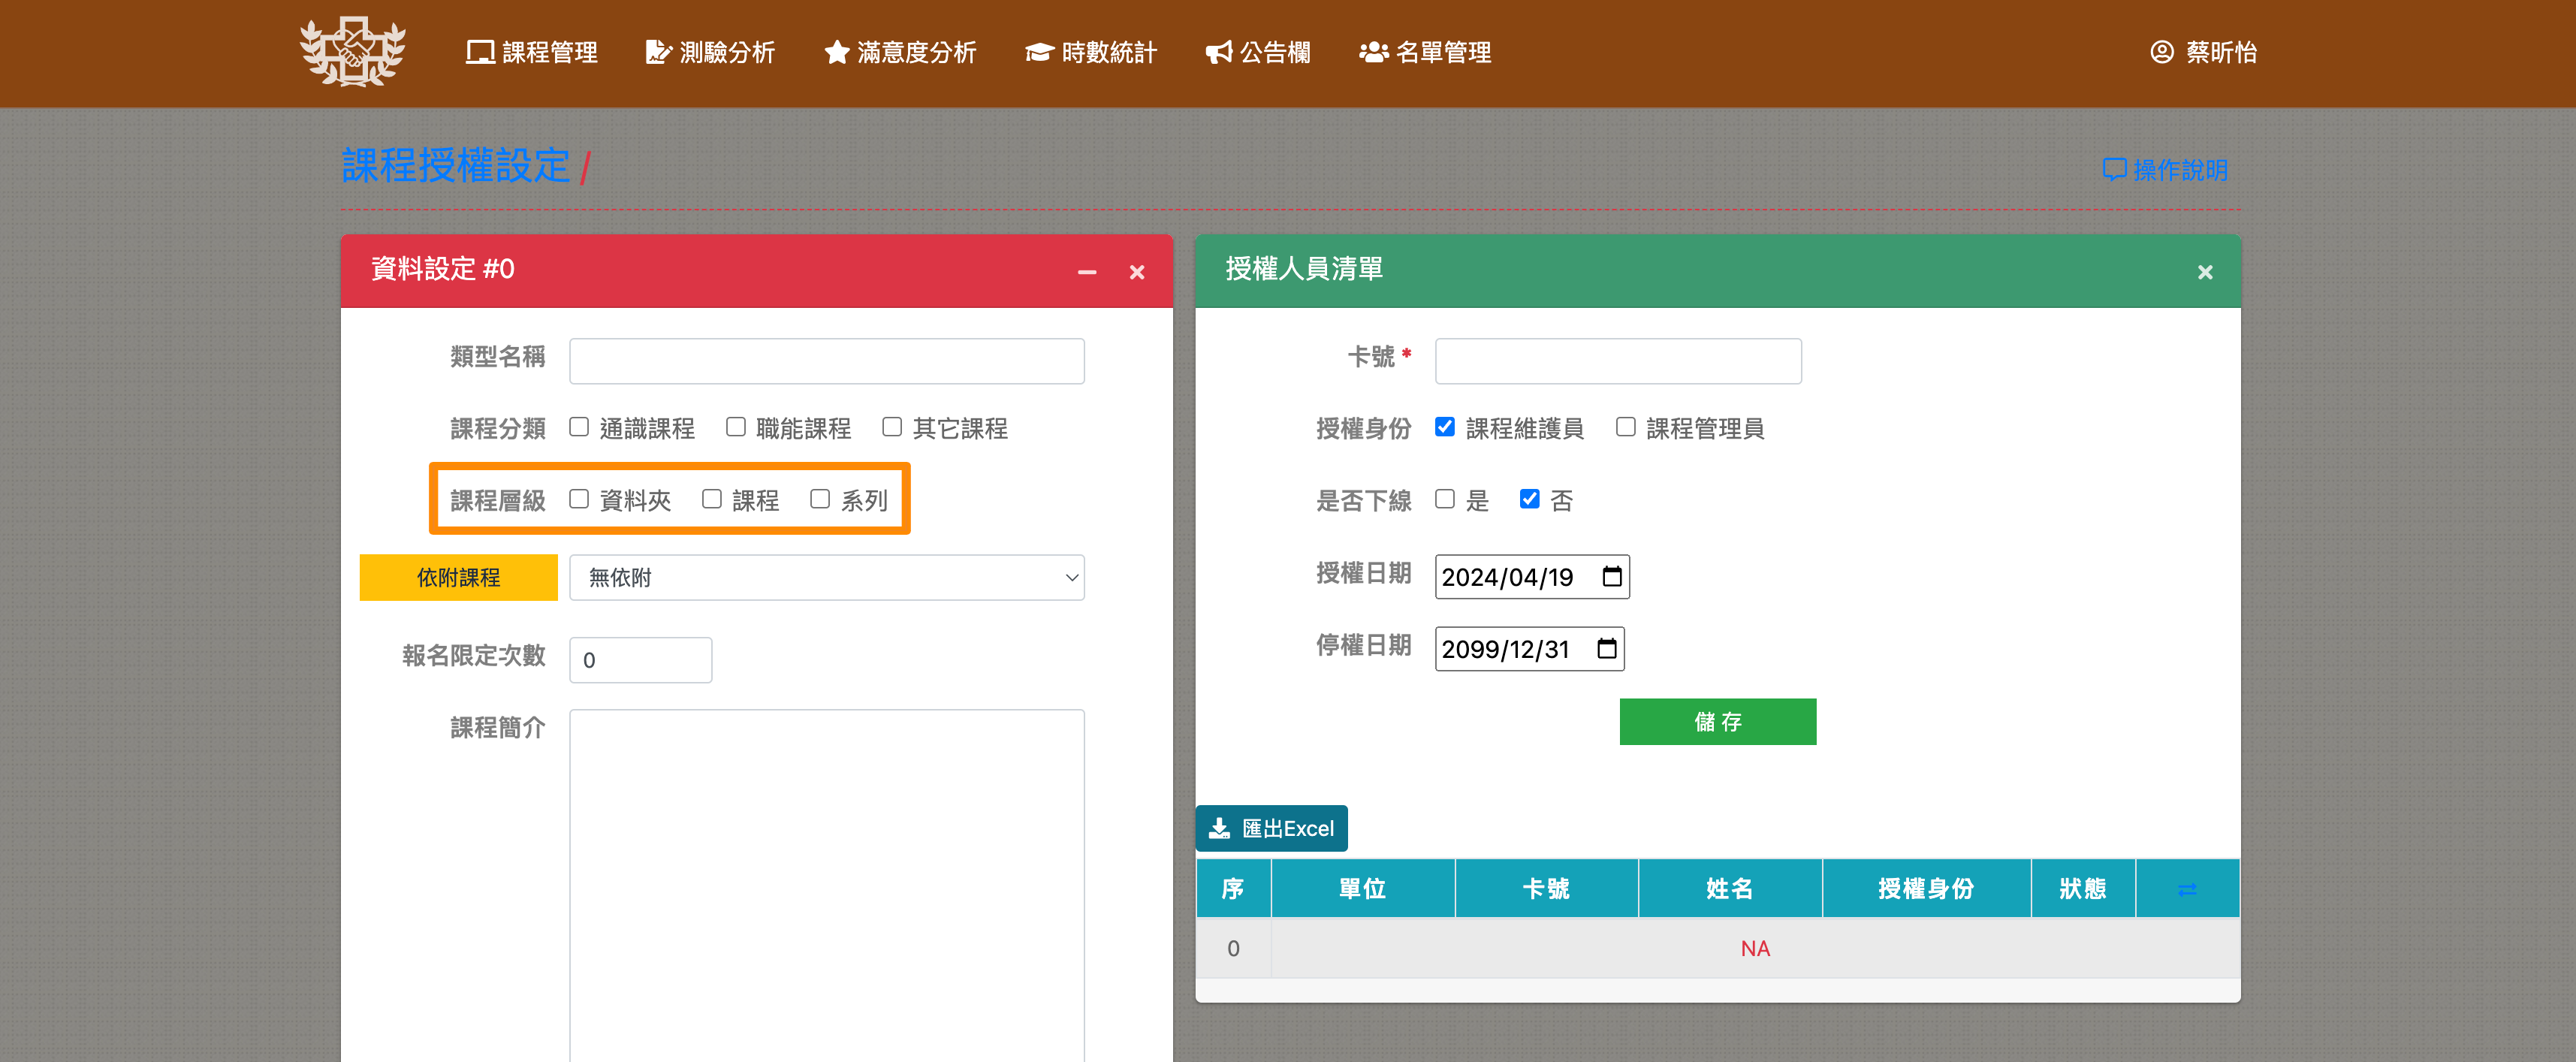 課程管理 測驗分析 滿意度分析 時數統計 公告欄 名單管理 蔡昕怡
課程授權設定 /
操作說明
資料設定 #0
類型名稱
課程分類 通識課程 職能課程 其它課程
課程層級 資料夾 課程 系列
依附課程 無依附
報名限定次數 0
課程簡介
授權人員清單
卡號 *
授權身份 課程維護員 課程管理員
是否下線 是 否
授權日期 2024/04/19
停權日期 2099/12/31
儲 存
匯出Excel
序 單位 卡號 姓名 授權身份 狀態
0 NA